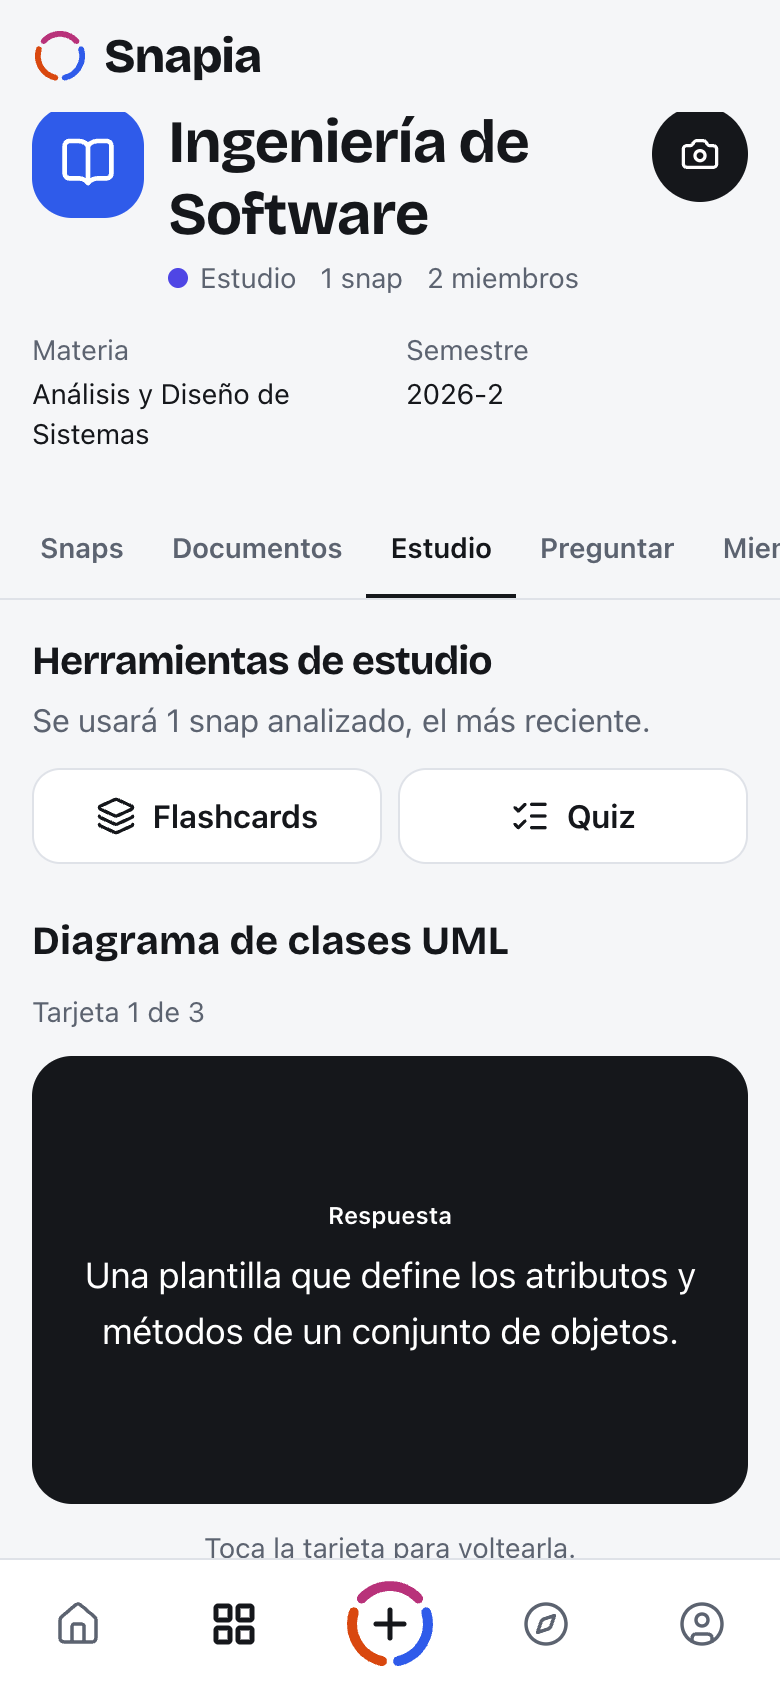 Snapia
Ingeniería de
Software
Estudio 1 snap 2 miembros
Materia
Semestre
Análisis y Diseño de
Sistemas
2026-2
Snaps Documentos Estudio Preguntar Mier
Herramientas de estudio
Se usará 1 snap analizado, el más reciente.
Flashcards
Quiz
Diagrama de clases UML
Tarjeta 1 de 3
Respuesta
Una plantilla que define los atributos y
métodos de un conjunto de objetos.
Toca la tarjeta para voltearla.